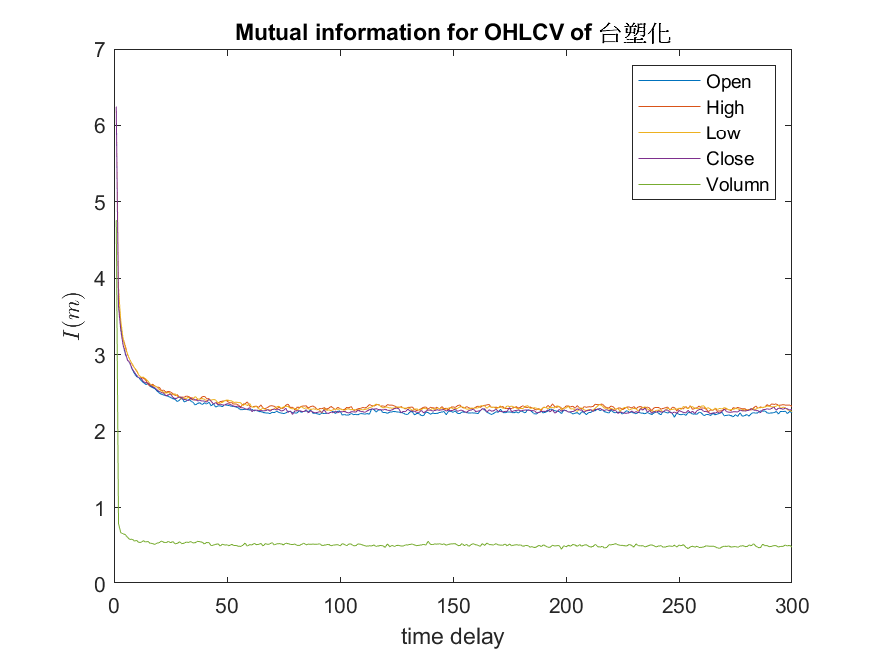 Mutual information for OHLCV of 台塑化
7
6
5
4
3
2
1
0
I(m)
Open
High
Low
Close
Volumn
0 50 100 150 200 250 300
time delay